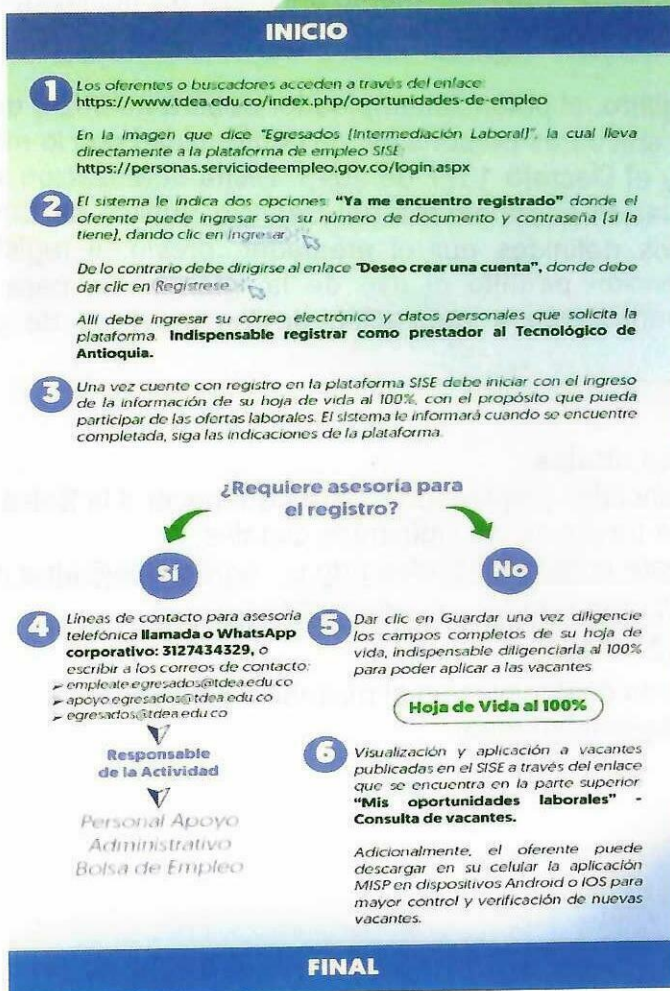 INICIO
1 Los oferentes o buscadores acceden a través del enlace:
https://www.tdea.edu.co/index.php/oportunidades-de-empleo
En la imagen que dice "Egresados (Intermediación Laboral)", la cual lleva
directamente a la plataforma de empleo SISE:
https://personas.serviciodeempleo.gov.co/login.aspx
2 El sistema le indica dos opciones: "Ya me encuentro registrado" donde el
oferente puede ingresar son su número de documento y contraseña (si la
tiene), dando clic en Ingresar
De lo contrario debe dirigirse al enlace "Deseo crear una cuenta", donde debe
dar clic en Regístrese
Allí debe ingresar su correo electrónico y datos personales que solicita la
plataforma. Indispensable registrar como prestador al Tecnológico de
Antioquia.
3 Una vez cuente con registro en la plataforma SISE debe iniciar con el ingreso
de la información de su hoja de vida al 100%, con el propósito que pueda
participar de las ofertas laborales. El sistema le informará cuando se encuentre
completada, siga las indicaciones de la plataforma.
¿Requiere asesoría para
el registro?
Sí
No
4 Líneas de contacto para asesoría
telefónica llamada o WhatsApp
corporativo: 3127434329, o
escribir a los correos de contacto:
➢ empleate.egresados@tdea.edu.co
➢ apoyo.egresados@tdea.edu.co
➢ egresados@tdea.edu.co
Responsable
de la Actividad
Personal Apoyo
Administrativo
Bolsa de Empleo
5 Dar clic en Guardar una vez diligencie
los campos completos de su hoja de
vida, indispensable diligenciarla al 100%
para poder aplicar a las vacantes
Hoja de Vida al 100%
6 Visualización y aplicación a vacantes
publicadas en el SISE a través del enlace
que se encuentra en la parte superior
"Mis oportunidades laborales" -
Consulta de vacantes.
Adicionalmente, el oferente puede
descargar en su celular la aplicación
MISP en dispositivos Android o IOS para
mayor control y verificación de nuevas
vacantes.
FINAL